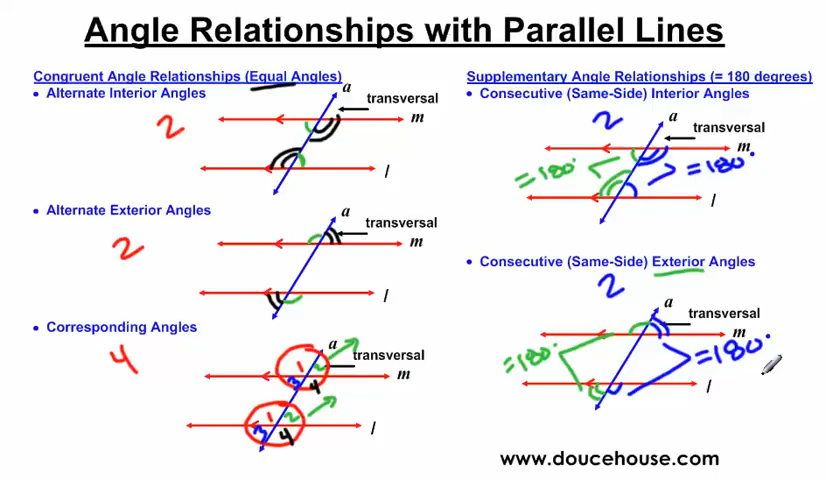 Angle Relationships with Parallel Lines
Congruent Angle Relationships (Equal Angles)
• Alternate Interior Angles
2
a
transversal
m
l
• Alternate Exterior Angles
2
a
transversal
l
• Corresponding Angles
4
a
transversal
m
l
1 2
3 4
1 2
3 4
Supplementary Angle Relationships (= 180 degrees)
• Consecutive (Same-Side) Interior Angles
2
a
transversal
m
l
=180°
=180°
• Consecutive (Same-Side) Exterior Angles
2
a
transversal
m
l
=180°
=180°
www.doucehouse.com